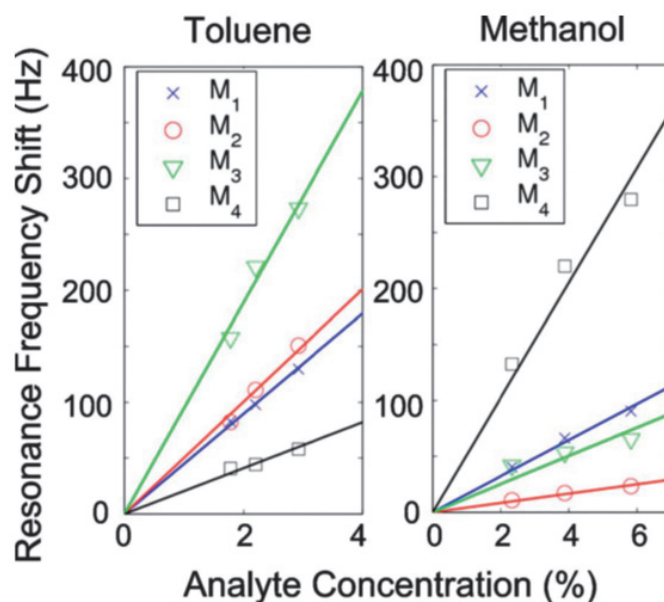 Toluene
Methanol
Resonance Frequency Shift (Hz)
400
300
200
100
0
0
2
4
M1
M2
M3
M4
400
300
200
100
0
0
2
4
6
M1
M2
M3
M4
Analyte Concentration (%)